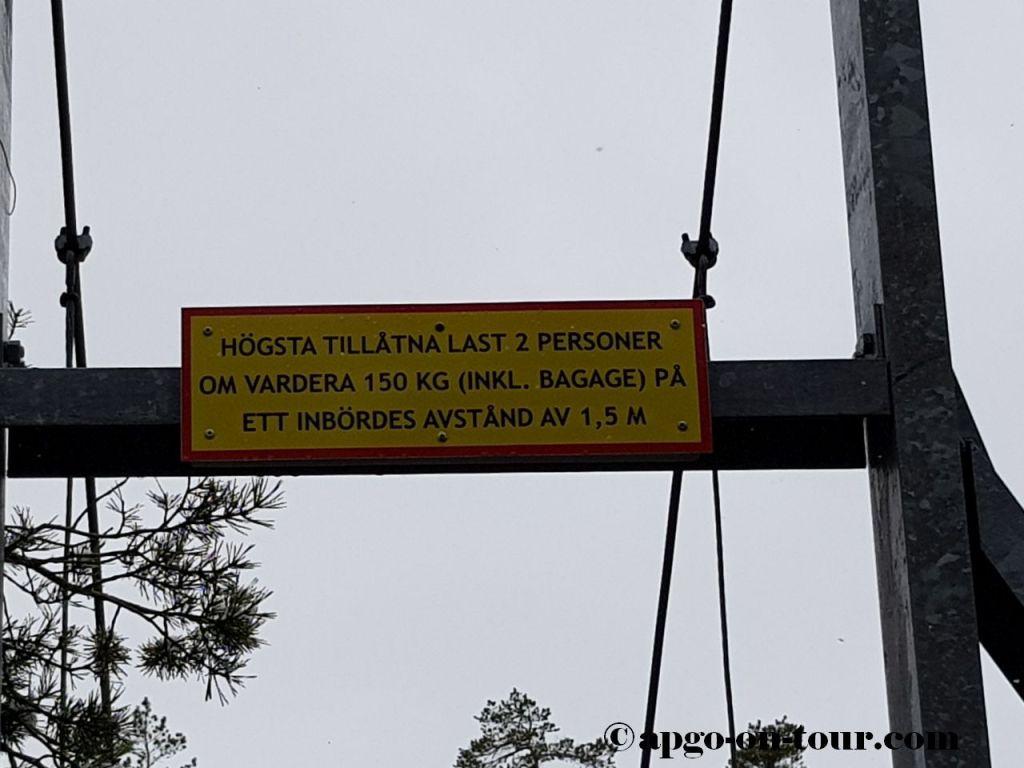 HÖGSTA TILLÅTNA LAST 2 PERSONER
OM VARDERA 150 KG (INKL. BAGAGE) PÅ
ETT INBÖRDES AVSTÅND AV 1,5 M
©apgo-on-tour.com